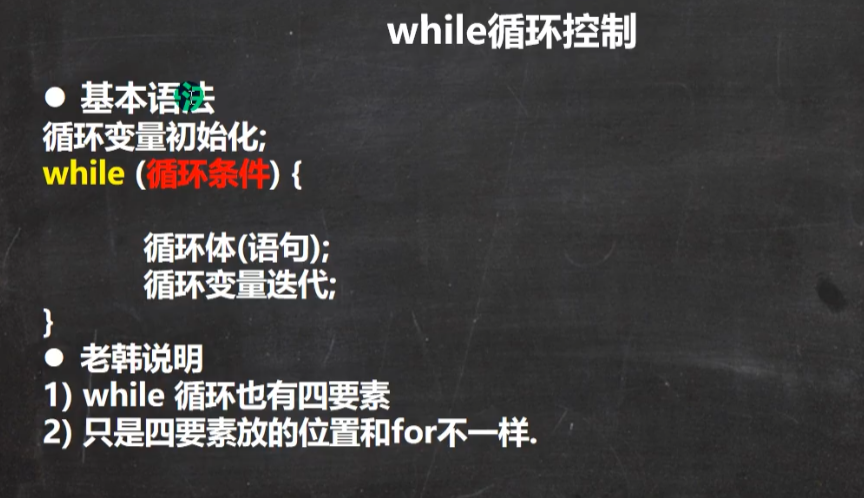 while循环控制
● 基本语法
循环变量初始化;
while (循环条件) {
循环体(语句);
循环变量迭代;
}
● 老韩说明
1) while 循环也有四要素
2) 只是四要素放的位置和for不一样.